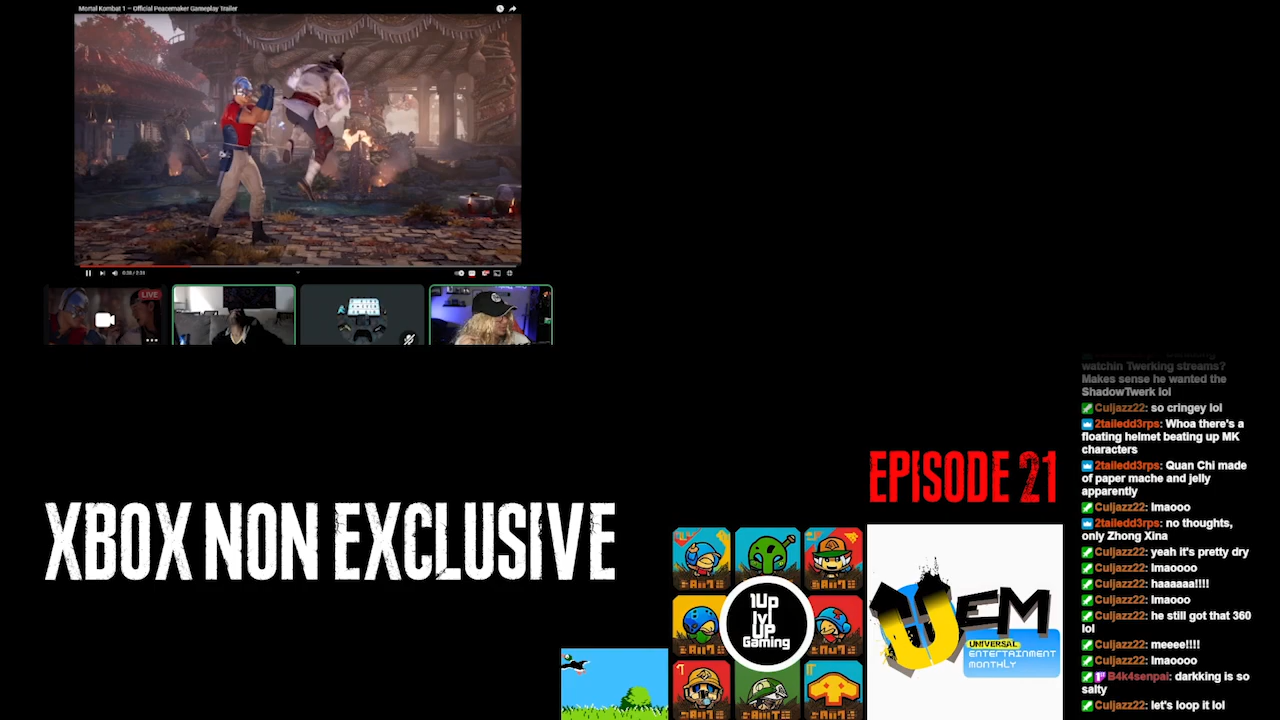 Mortal Kombat 1 – Official Peacemaker Gameplay Trailer
LIVE
watchin Twerking streams?
Makes sense he wanted the
ShadowTwerk lol
Culjazz22: so cringey lol
2tailedd3rps: Whoa there's a
floating helmet beating up MK
characters
2tailedd3rps: Quan Chi made
of paper mache and jelly
apparently
Culjazz22: lmaooo
2tailedd3rps: no thoughts,
only Zhong Xina
Culjazz22: yeah it's pretty dry
Culjazz22: lmaoooo
Culjazz22: haaaaaa!!!!
Culjazz22: lmaooo
Culjazz22: he still got that 360
lol
Culjazz22: meeee!!!!
Culjazz22: lmaoooo
B4k4senpai: darkking is so
salty
Culjazz22: let's loop it lol
EPISODE 21
XBOX NON EXCLUSIVE
1Up
1vl
UP
Gaming
UEM
UNIVERSAL
ENTERTAINMENT
MONTHLY